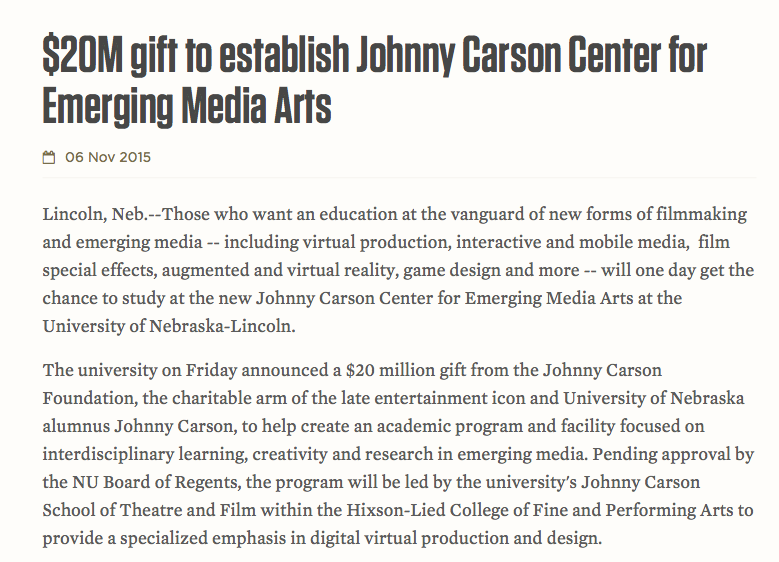 $20M gift to establish Johnny Carson Center for
Emerging Media Arts
06 Nov 2015
Lincoln, Neb.--Those who want an education at the vanguard of new forms of filmmaking
and emerging media -- including virtual production, interactive and mobile media,  film
special effects, augmented and virtual reality, game design and more -- will one day get the
chance to study at the new Johnny Carson Center for Emerging Media Arts at the
University of Nebraska-Lincoln.
The university on Friday announced a $20 million gift from the Johnny Carson
Foundation, the charitable arm of the late entertainment icon and University of Nebraska
alumnus Johnny Carson, to help create an academic program and facility focused on
interdisciplinary learning, creativity and research in emerging media. Pending approval by
the NU Board of Regents, the program will be led by the university's Johnny Carson
School of Theatre and Film within the Hixson-Lied College of Fine and Performing Arts to
provide a specialized emphasis in digital virtual production and design.